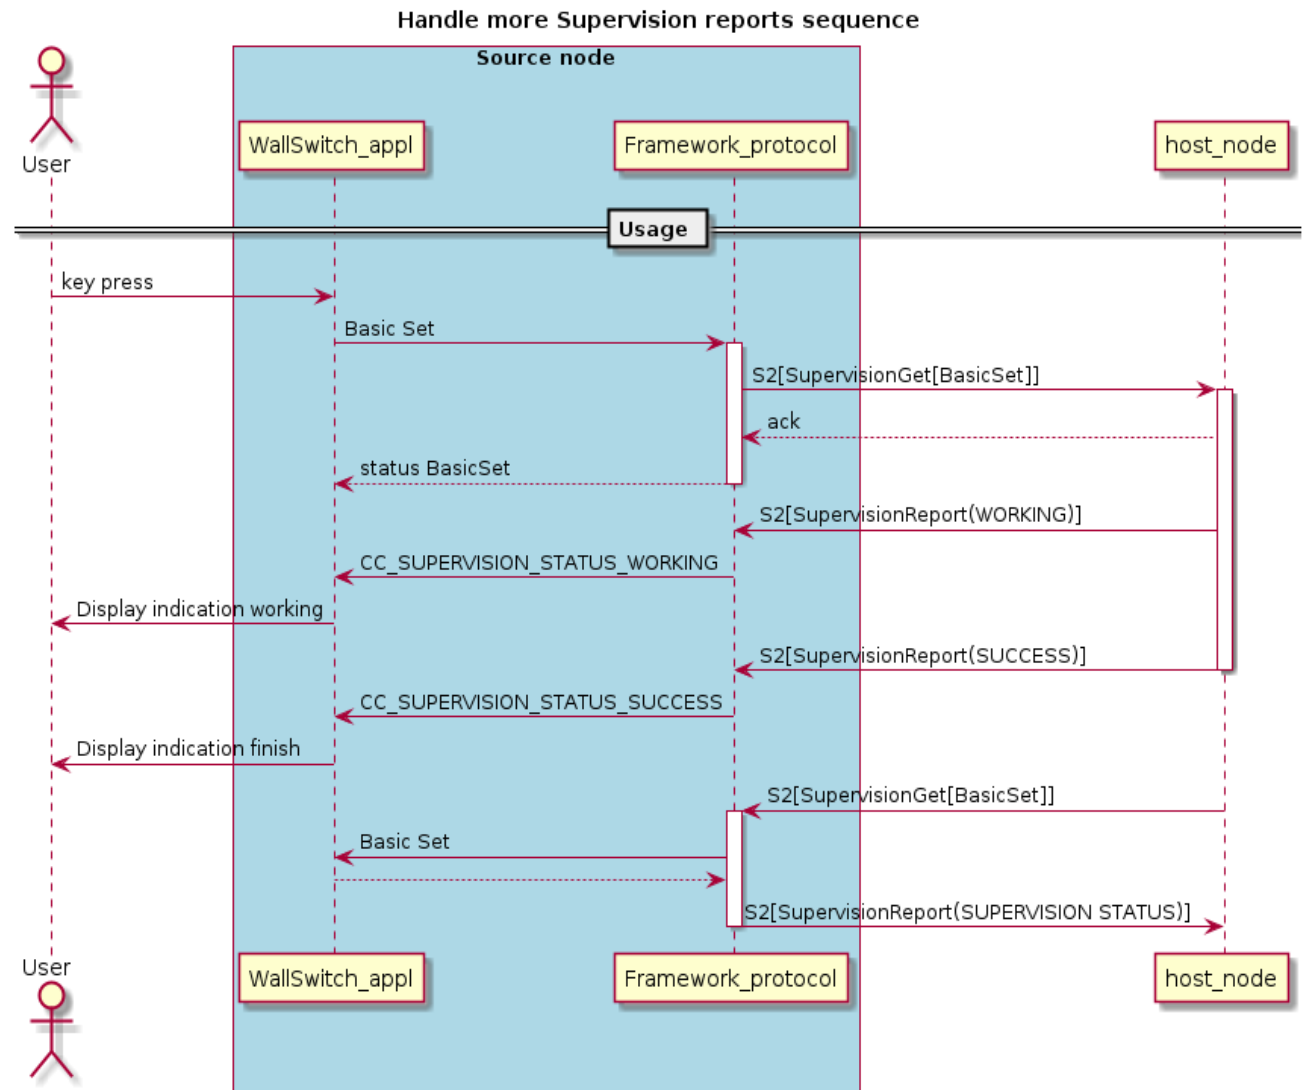 Handle more Supervision reports sequence
Source node
User
WallSwitch_appl
Framework_protocol
host_node
Usage
key press
Basic Set
S2[SupervisionGet[BasicSet]]
ack
status BasicSet
S2[SupervisionReport(WORKING)]
CC_SUPERVISION_STATUS_WORKING
Display indication working
S2[SupervisionReport(SUCCESS)]
CC_SUPERVISION_STATUS_SUCCESS
Display indication finish
S2[SupervisionGet[BasicSet]]
Basic Set
S2[SupervisionReport(SUPERVISION STATUS)]
User
WallSwitch_appl
Framework_protocol
host_node